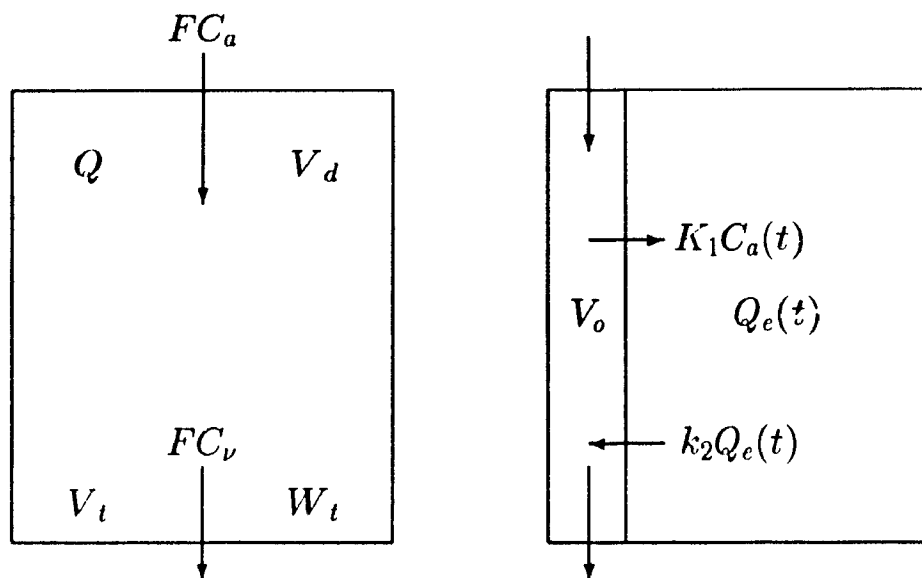 FC_a
Q V_d
FC_ν
V_t W_t
K_1C_a(t)
V_o Q_e(t)
k_2Q_e(t)